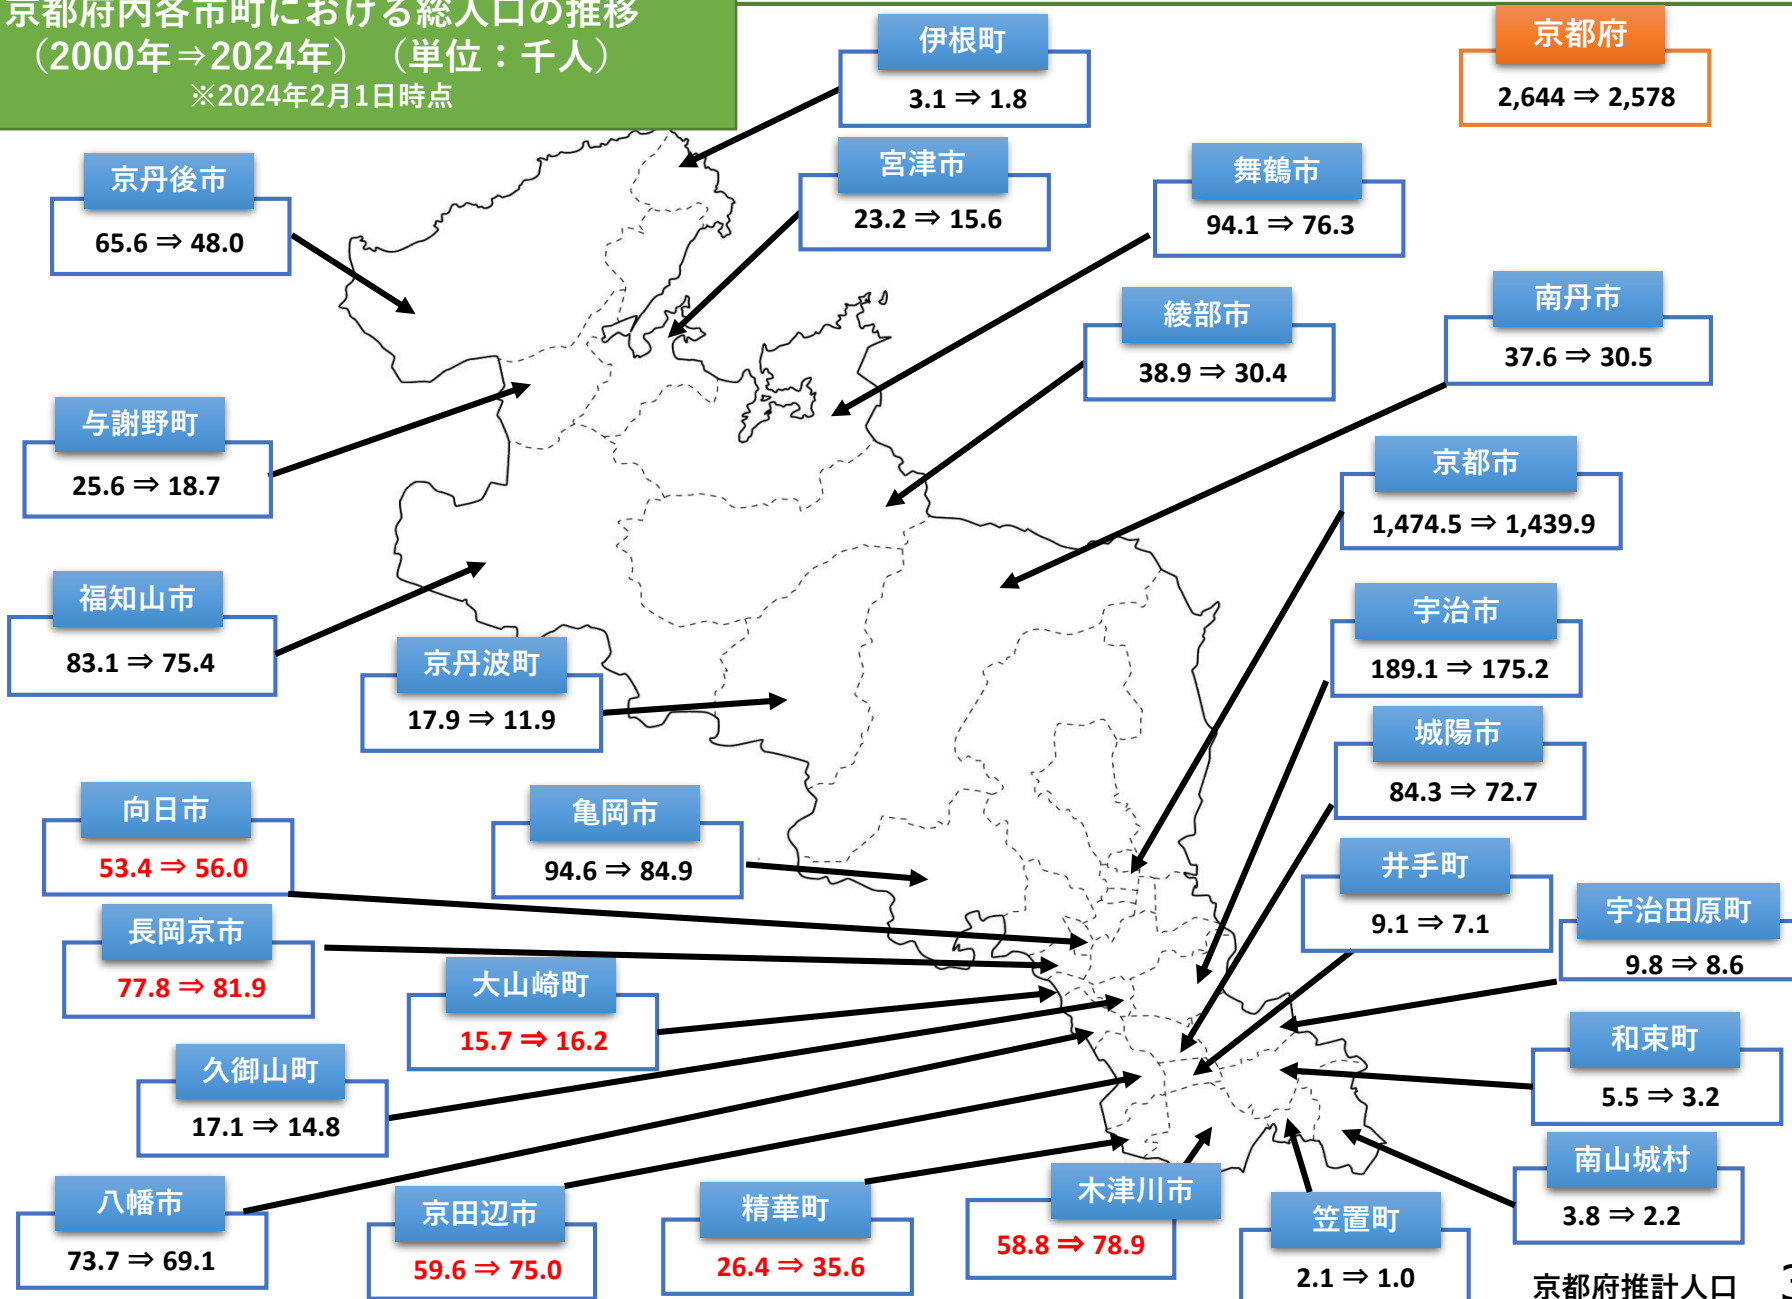 京都府内各市町における総人口の推移
（2000年⇒2024年）（単位：千人）
※2024年2月1日時点
京都府
2,644 ⇒ 2,578
伊根町
3.1 ⇒ 1.8
京丹後市
65.6 ⇒ 48.0
宮津市
23.2 ⇒ 15.6
舞鶴市
94.1 ⇒ 76.3
綾部市
38.9 ⇒ 30.4
南丹市
37.6 ⇒ 30.5
与謝野町
25.6 ⇒ 18.7
京都市
1,474.5 ⇒ 1,439.9
福知山市
83.1 ⇒ 75.4
京丹波町
17.9 ⇒ 11.9
宇治市
189.1 ⇒ 175.2
城陽市
84.3 ⇒ 72.7
向日市
53.4 ⇒ 56.0
亀岡市
94.6 ⇒ 84.9
井手町
9.1 ⇒ 7.1
宇治田原町
9.8 ⇒ 8.6
長岡京市
77.8 ⇒ 81.9
大山崎町
15.7 ⇒ 16.2
和束町
5.5 ⇒ 3.2
久御山町
17.1 ⇒ 14.8
南山城村
3.8 ⇒ 2.2
八幡市
73.7 ⇒ 69.1
京田辺市
59.6 ⇒ 75.0
精華町
26.4 ⇒ 35.6
木津川市
58.8 ⇒ 78.9
笠置町
2.1 ⇒ 1.0
京都府推計人口